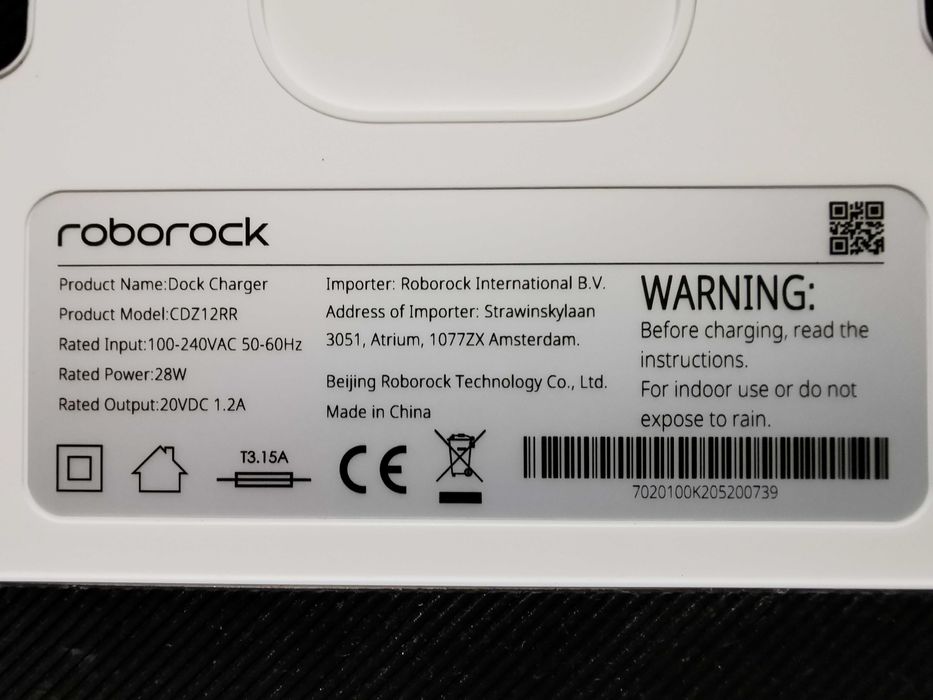 roborock
Product Name:Dock Charger
Product Model:CDZ12RR
Rated Input:100-240VAC 50-60Hz
Rated Power:28W
Rated Output:20VDC 1.2A
Importer: Roborock International B.V.
Address of Importer: Strawinskylaan
3051, Atrium, 1077ZX Amsterdam.
Beijing Roborock Technology Co., Ltd.
Made in China
WARNING:
Before charging, read the
instructions.
For indoor use or do not
expose to rain.
T3.15A
CE
7020100K205200739